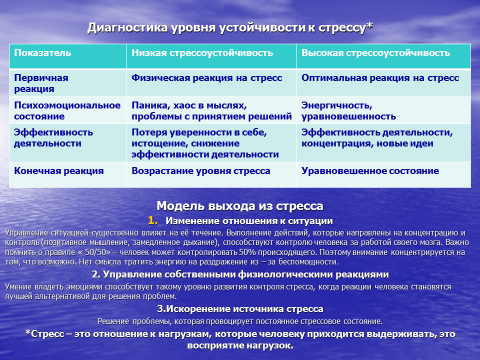 Диагностика уровня устойчивости к стрессу*
Показатель Низкая стрессоустойчивость Высокая стрессоустойчивость
Первичная реакция Физическая реакция на стресс Оптимальная реакция на стресс
Психоэмоциональное состояние Паника, хаос в мыслях, проблемы с принятием решений Энергичность, уравновешенность
Эффективность деятельности Потеря уверенности в себе, истощение, снижение эффективности деятельности Эффективность деятельности, концентрация, новые идеи
Конечная реакция Возрастание уровня стресса Уравновешенное состояние
Модель выхода из стресса
1. Изменение отношения к ситуации
Управление ситуацией существенно влияет на её течение. Выполнение действий, которые направлены на концентрацию и
контроль (позитивное мышление, замедленное дыхание), способствуют контролю человека за работой своего мозга. Важно
помнить о правиле « 50/50» – человек может контролировать 50% происходящего. Поэтому внимание концентрируется на
том, что возможно. Нет смысла тратить энергию на раздражение из – за беспомощности.
2. Управление собственными физиологическими реакциями
Умение владеть эмоциями способствует такому уровню развития контроля стресса, когда реакции человека становятся
лучшей альтернативой для решения проблем.
3.Искоренение источника стресса
Решение проблемы, которая провоцирует постоянное стрессовое состояние.
*Стресс – это отношение к нагрузкам, которые человеку приходится выдерживать, это
восприятие нагрузок.